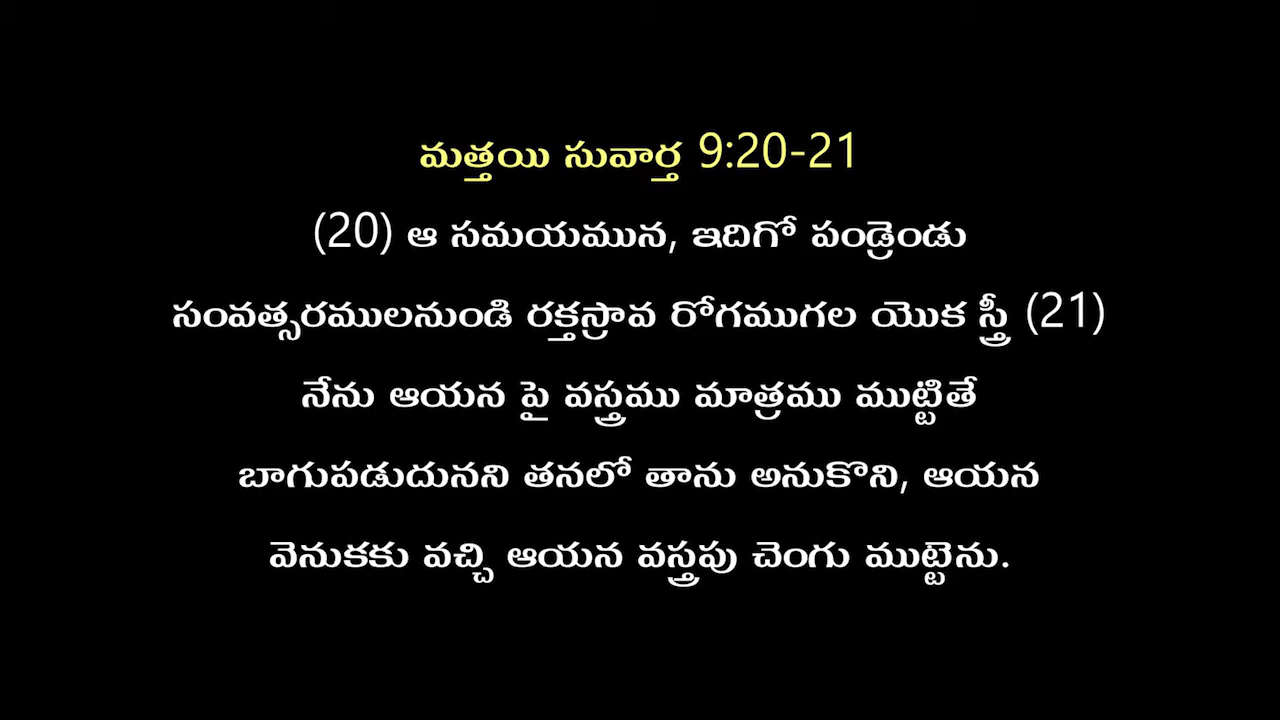 మత్తయి సువార్త 9:20-21
(20) ఆ సమయమున, ఇదిగో పండ్రెండు
సంవత్సరములనుండి రక్తస్రావ రోగముగల యొక స్త్రీ (21)
నేను ఆయన పై వస్త్రము మాత్రము ముట్టితే
బాగుపడుదునని తనలో తాను అనుకొని, ఆయన
వెనుకకు వచ్చి ఆయన వస్త్రపు చెంగు ముట్టెను.